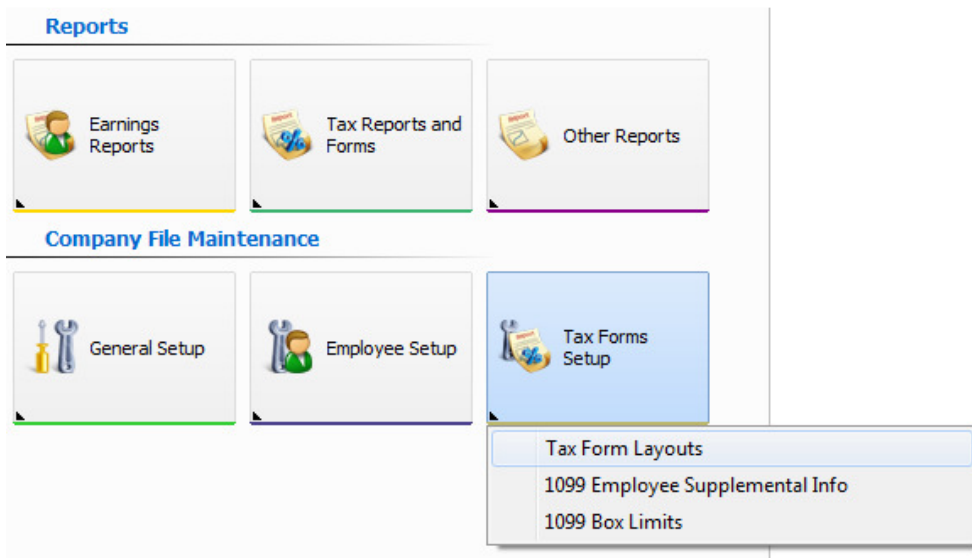 Reports
Earnings
Reports
Tax Reports and
Forms
Other Reports
Company File Maintenance
General Setup
Employee Setup
Tax Forms
Setup
Tax Form Layouts
1099 Employee Supplemental Info
1099 Box Limits